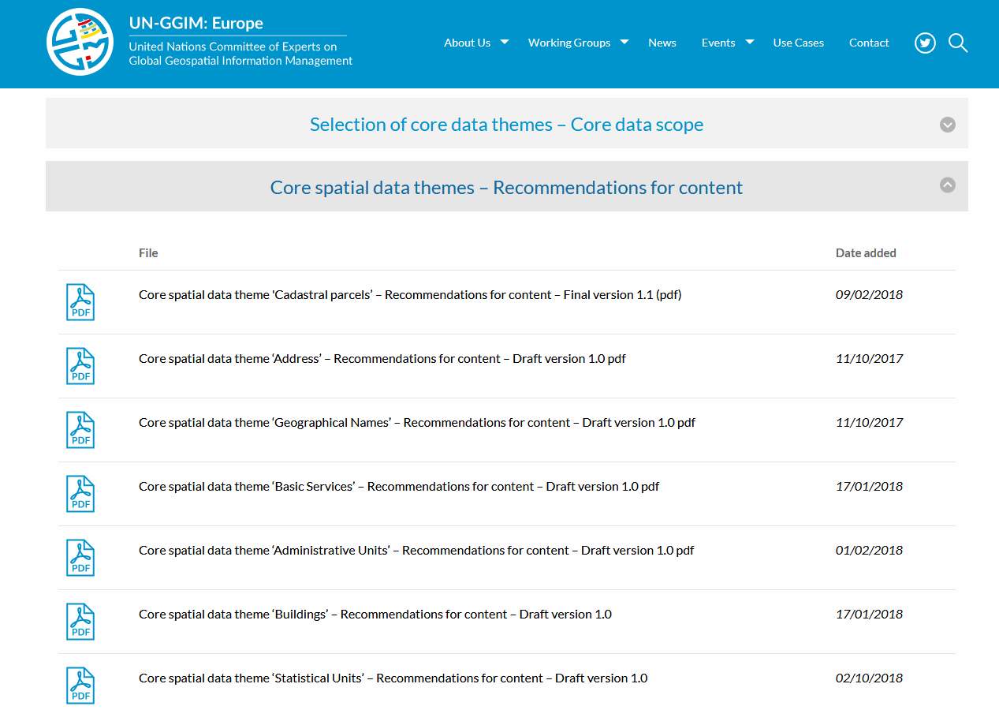 UN-GGIM: Europe
United Nations Committee of Experts on
Global Geospatial Information Management
About Us
Working Groups
News
Events
Use Cases
Contact
Selection of core data themes – Core data scope
Core spatial data themes – Recommendations for content
File Date added
PDF Core spatial data theme 'Cadastral parcels’ – Recommendations for content – Final version 1.1 (pdf) 09/02/2018
PDF Core spatial data theme ‘Address’ – Recommendations for content – Draft version 1.0 pdf 11/10/2017
PDF Core spatial data theme ‘Geographical Names’ – Recommendations for content – Draft version 1.0 pdf 11/10/2017
PDF Core spatial data theme ‘Basic Services’ – Recommendations for content – Draft version 1.0 pdf 17/01/2018
PDF Core spatial data theme ‘Administrative Units’ – Recommendations for content – Draft version 1.0 pdf 01/02/2018
PDF Core spatial data theme ‘Buildings’ – Recommendations for content – Draft version 1.0 17/01/2018
PDF Core spatial data theme ‘Statistical Units’ – Recommendations for content – Draft version 1.0 02/10/2018